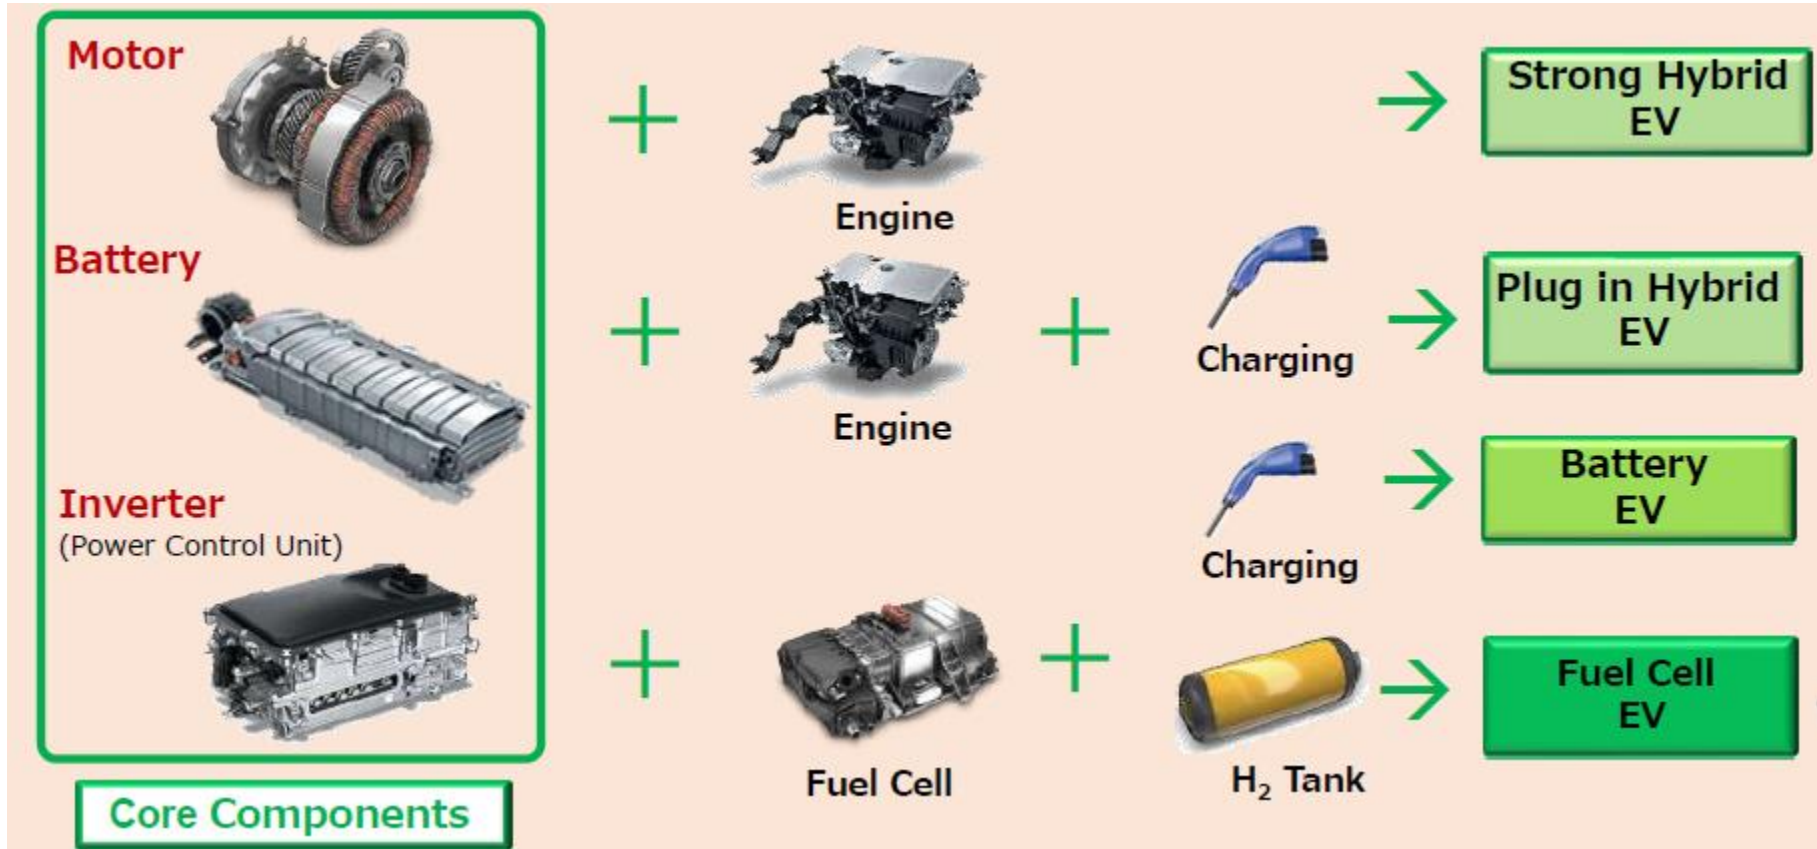 Motor
Battery
Inverter
(Power Control Unit)
Core Components
Engine
Strong Hybrid
EV
Engine
Charging
Plug in Hybrid
EV
Charging
Battery
EV
Fuel Cell
H₂ Tank
Fuel Cell
EV